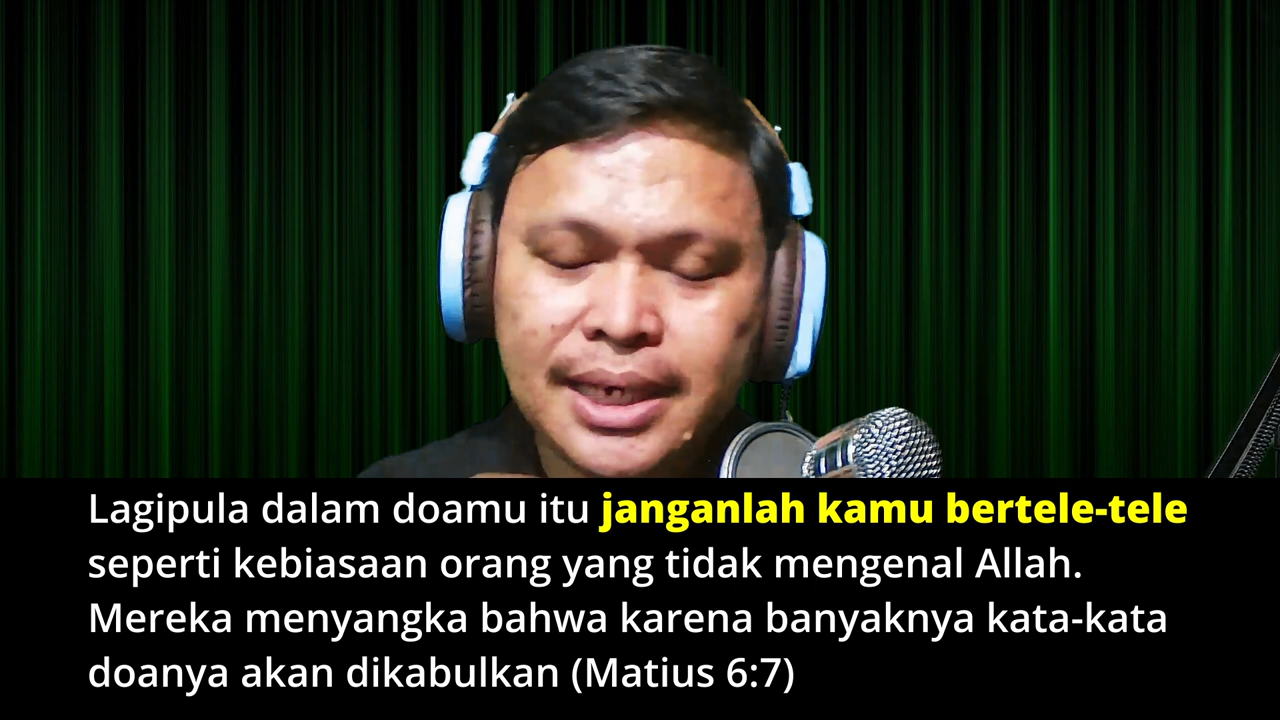 Lagipula dalam doamu itu janganlah kamu bertele-tele
seperti kebiasaan orang yang tidak mengenal Allah.
Mereka menyangka bahwa karena banyaknya kata-kata
doanya akan dikabulkan (Matius 6:7)